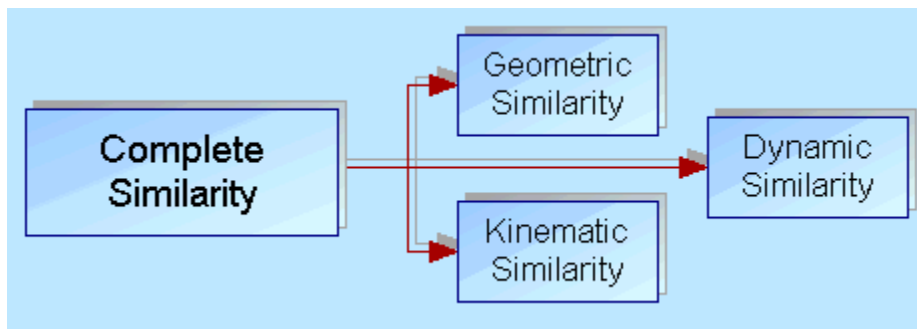 Complete
Similarity
Geometric
Similarity
Dynamic
Similarity
Kinematic
Similarity